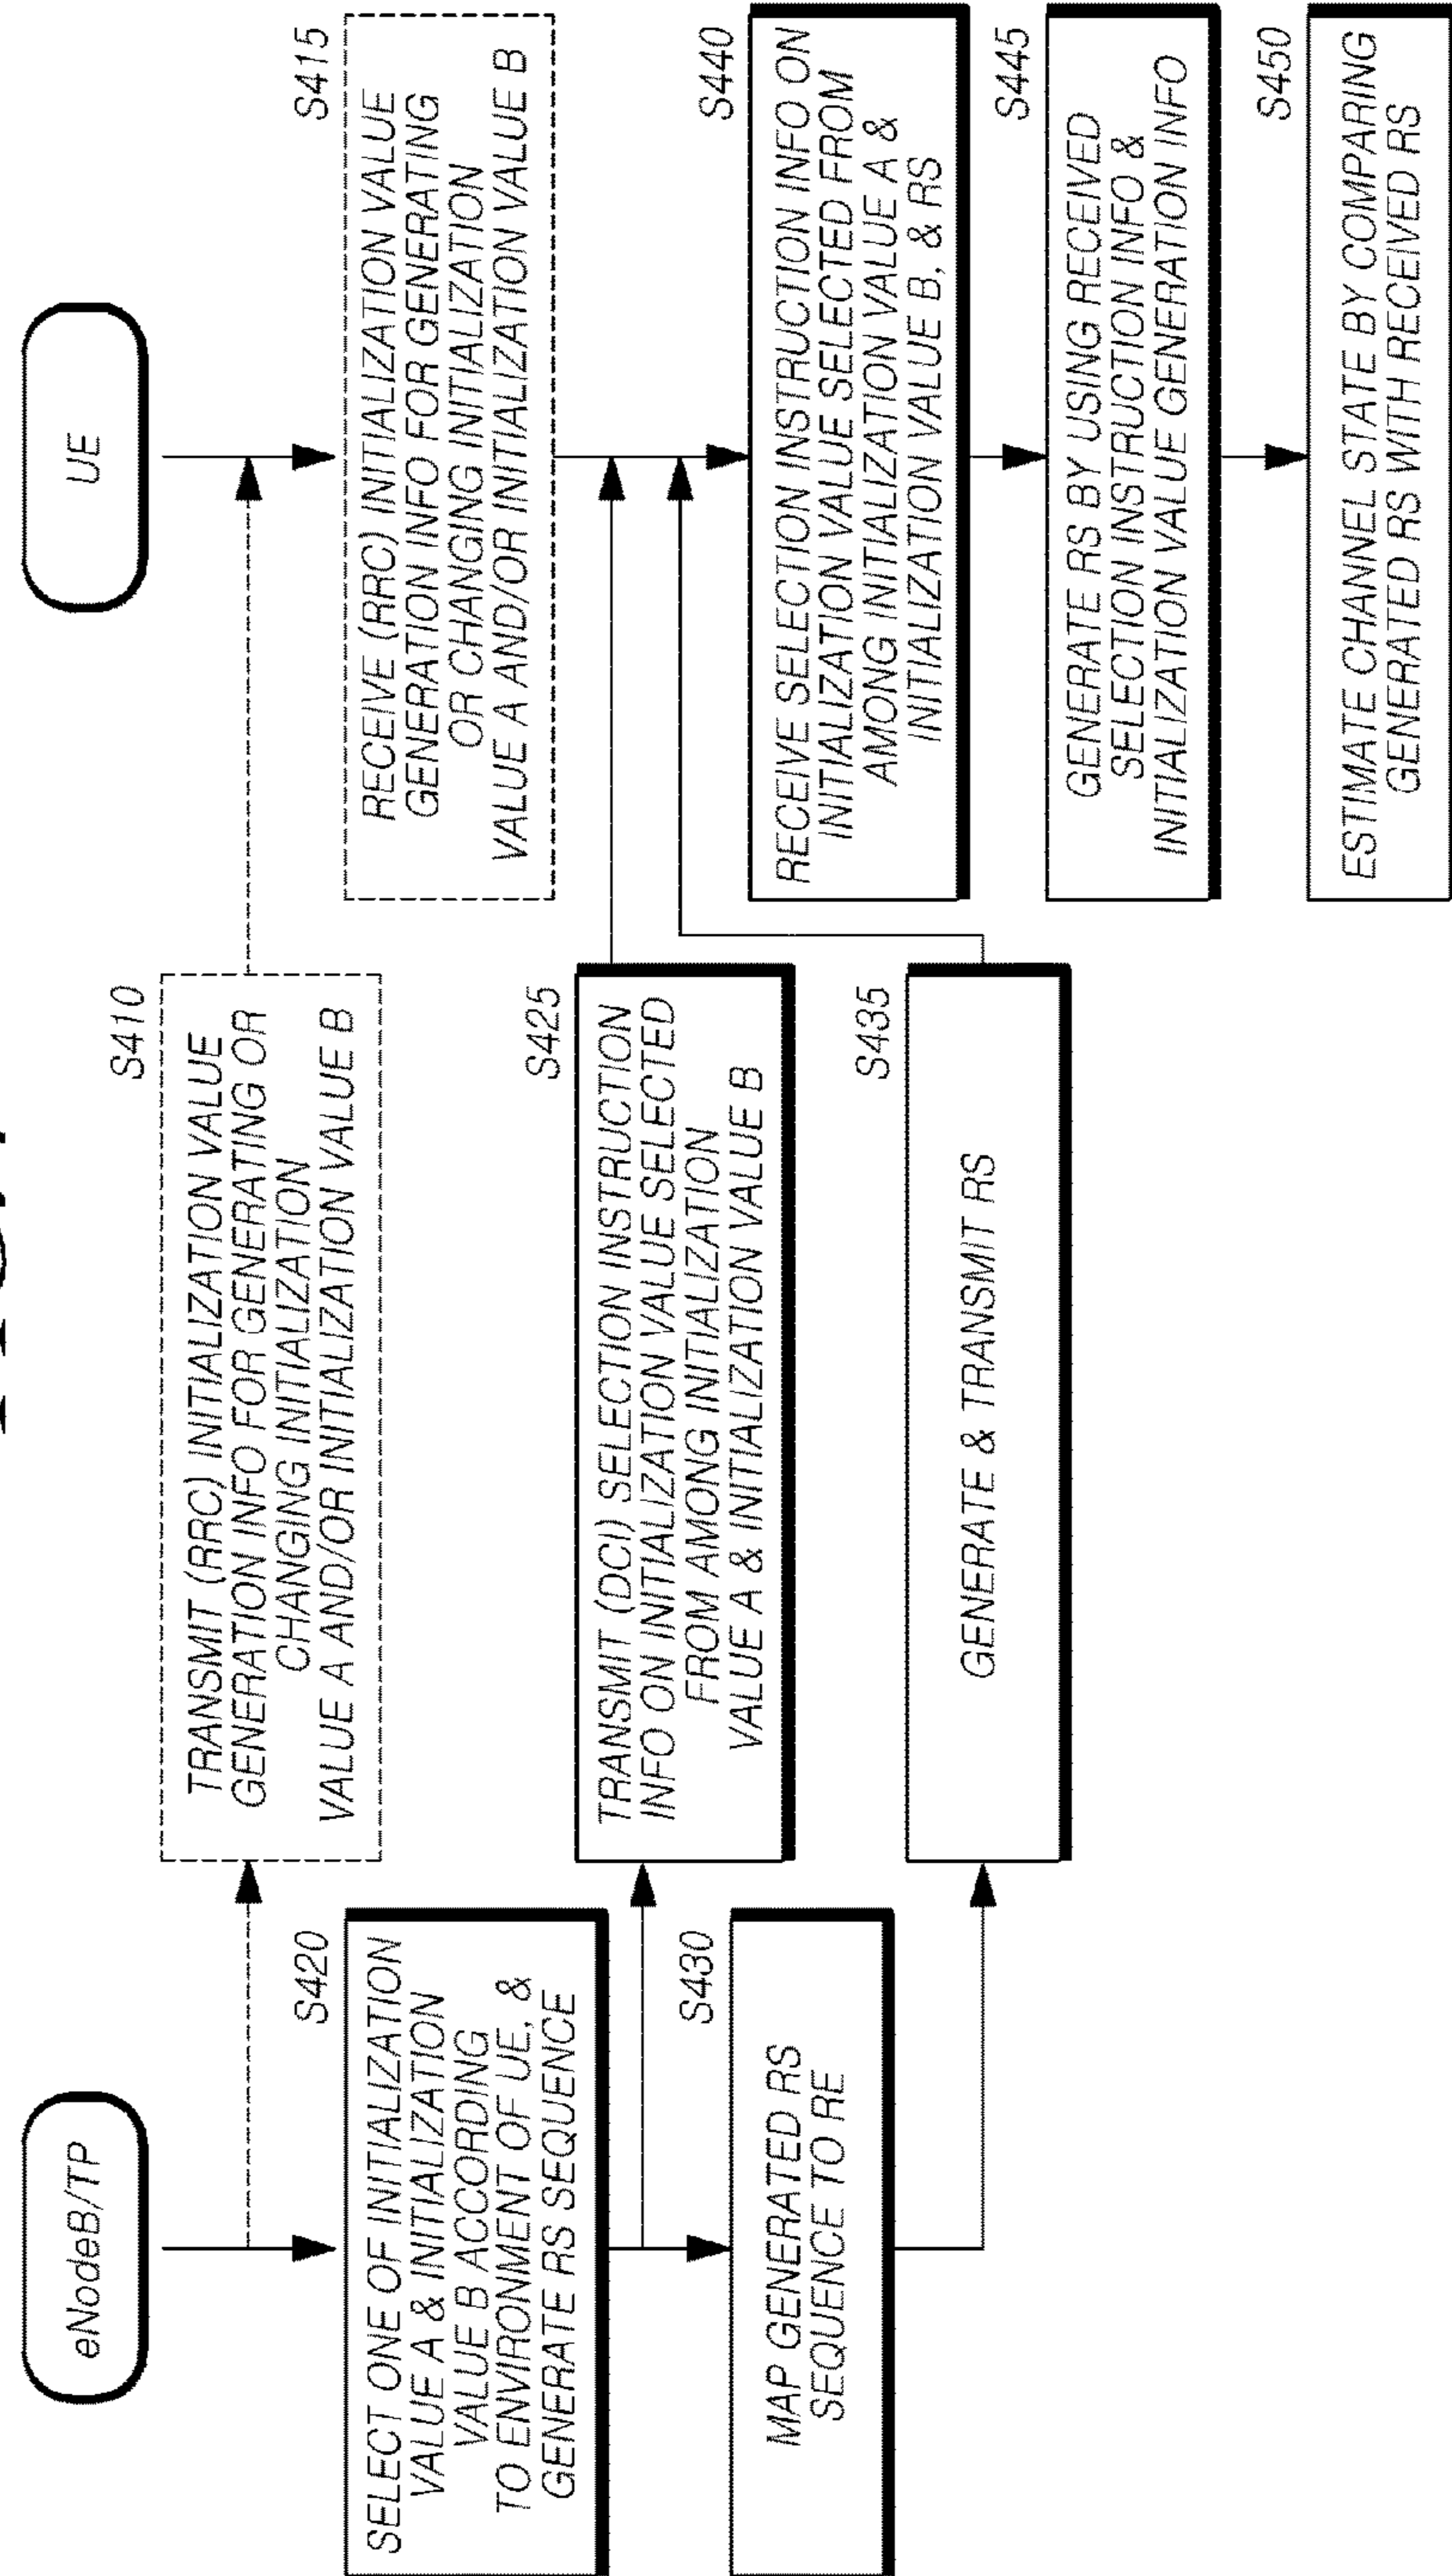 eNodeB/TP
UE
S410
TRANSMIT (RRC) INITIALIZATION VALUE
GENERATION INFO FOR GENERATING OR
CHANGING INITIALIZATION
VALUE A AND/OR INITIALIZATION VALUE B
S415
RECEIVE (RRC) INITIALIZATION VALUE
GENERATION INFO FOR GENERATING
OR CHANGING INITIALIZATION
VALUE A AND/OR INITIALIZATION VALUE B
S420
SELECT ONE OF INITIALIZATION
VALUE A & INITIALIZATION
VALUE B ACCORDING
TO ENVIRONMENT OF UE, &
GENERATE RS SEQUENCE
S425
TRANSMIT (DCI) SELECTION INSTRUCTION
INFO ON INITIALIZATION VALUE SELECTED
FROM AMONG INITIALIZATION
VALUE A & INITIALIZATION VALUE B
S430
MAP GENERATED RS
SEQUENCE TO RE
S435
GENERATE & TRANSMIT RS
S440
RECEIVE SELECTION INSTRUCTION INFO ON
INITIALIZATION VALUE SELECTED FROM
AMONG INITIALIZATION VALUE A &
INITIALIZATION VALUE B, & RS
S445
GENERATE RS BY USING RECEIVED
SELECTION INSTRUCTION INFO &
INITIALIZATION VALUE GENERATION INFO
S450
ESTIMATE CHANNEL STATE BY COMPARING
GENERATED RS WITH RECEIVED RS